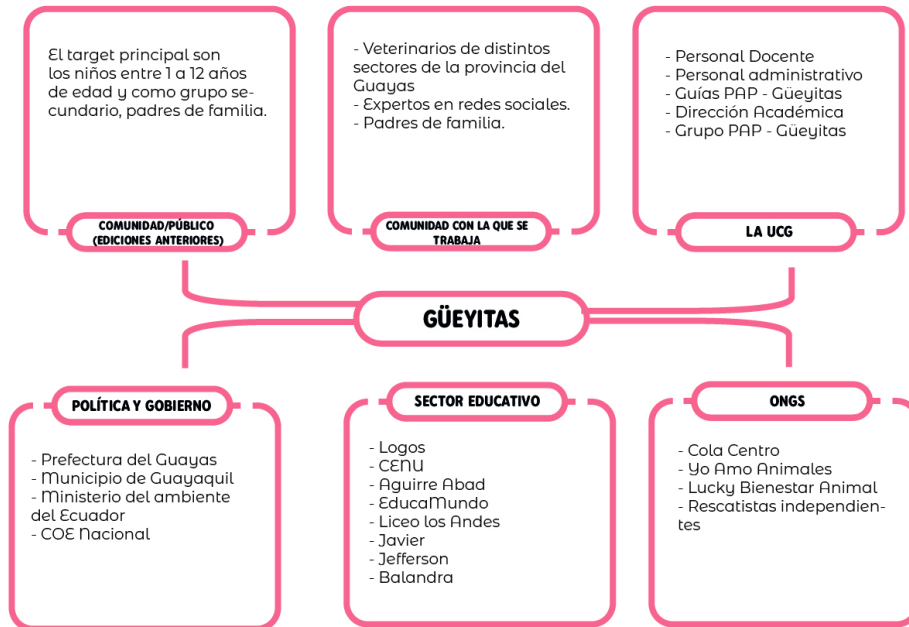 El target principal son
los niños entre 1 a 12 años
de edad y como grupo se-
cundario, padres de familia.
COMUNIDAD/PÚBLICO
(EDICIONES ANTERIORES)
- Veterinarios de distintos
sectores de la provincia del
Guayas
- Expertos en redes sociales.
- Padres de familia.
COMUNIDAD CON LA QUE SE
TRABAJA
- Personal Docente
- Personal administrativo
- Guías PAP - Güeyitas
- Dirección Académica
- Grupo PAP - Güeyitas
LA UCG
GÜEYITAS
POLÍTICA Y GOBIERNO
- Prefectura del Guayas
- Municipio de Guayaquil
- Ministerio del ambiente
del Ecuador
- COE Nacional
SECTOR EDUCATIVO
- Logos
- CENU
- Aguirre Abad
- EducaMundo
- Liceo los Andes
- Javier
- Jefferson
- Balandra
ONGS
- Cola Centro
- Yo Amo Animales
- Lucky Bienestar Animal
- Rescatistas independien-
tes